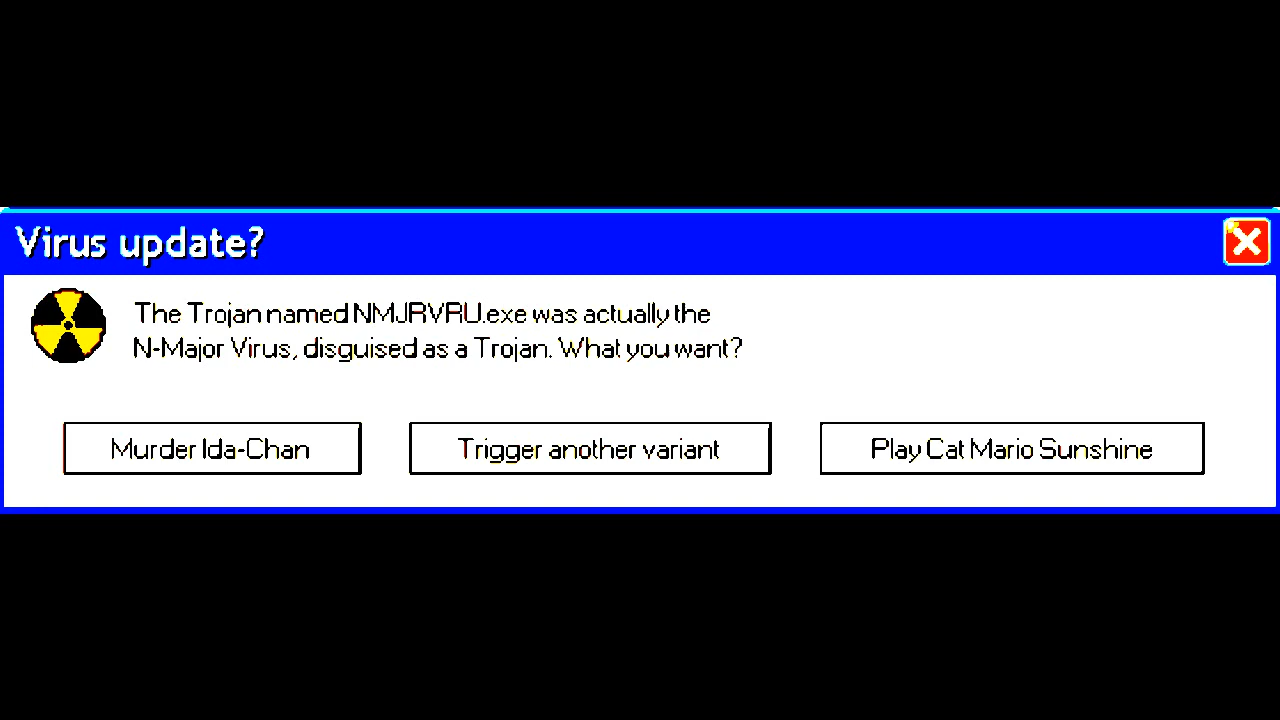 Virus update?
The Trojan named NMJRVRU.exe was actually the
N-Major Virus, disguised as a Trojan. What you want?
Murder Ida-Chan
Trigger another variant
Play Cat Mario Sunshine